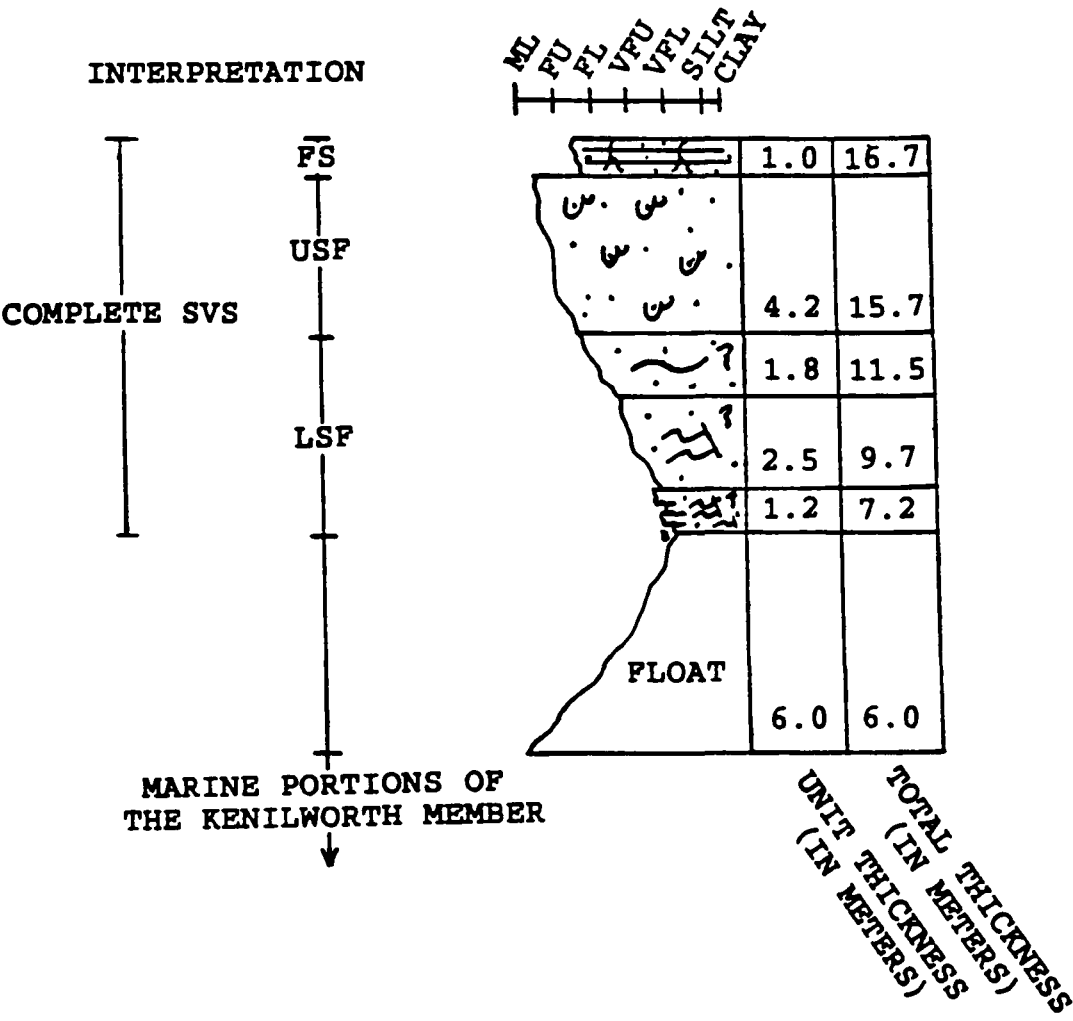 INTERPRETATION
ML
FU
FL
VFU
VFL
SILT
CLAY
FS
1.0 16.7
USF
COMPLETE SVS
4.2 15.7
?
1.8 11.5
?
LSF
2.5 9.7
1.2 7.2
FLOAT
6.0 6.0
MARINE PORTIONS OF
THE KENILWORTH MEMBER
UNIT THICKNESS
(IN METERS)
TOTAL THICKNESS
(IN METERS)